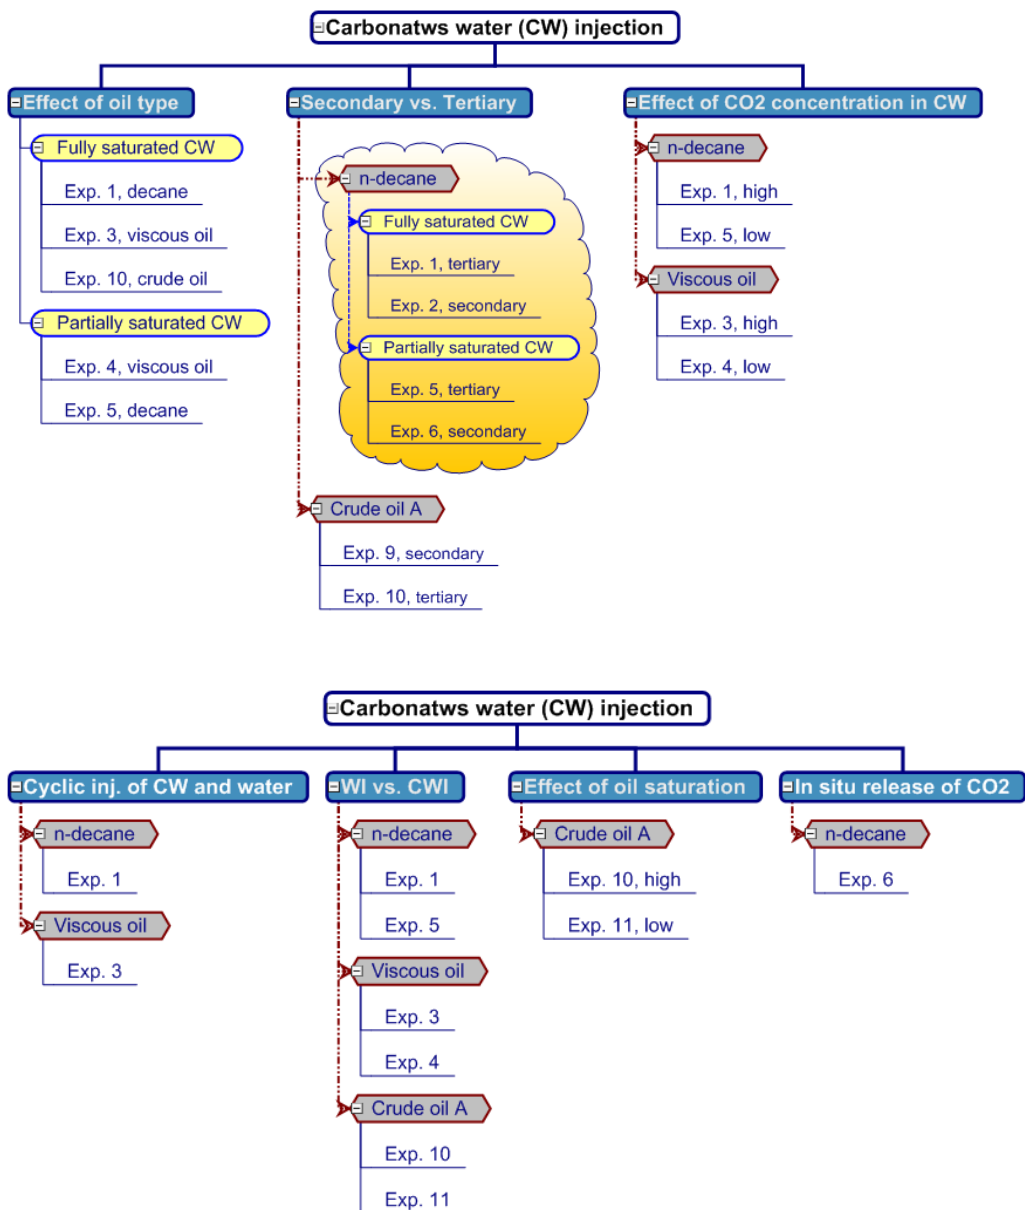 Carbonatws water (CW) injection
Effect of oil type
Fully saturated CW
Exp. 1, decane
Exp. 3, viscous oil
Exp. 10, crude oil
Partially saturated CW
Exp. 4, viscous oil
Exp. 5, decane
Secondary vs. Tertiary
n-decane
Fully saturated CW
Exp. 1, tertiary
Exp. 2, secondary
Partially saturated CW
Exp. 5, tertiary
Exp. 6, secondary
Crude oil A
Exp. 9, secondary
Exp. 10, tertiary
Effect of CO2 concentration in CW
n-decane
Exp. 1, high
Exp. 5, low
Viscous oil
Exp. 3, high
Exp. 4, low
Carbonatws water (CW) injection
Cyclic inj. of CW and water
n-decane
Exp. 1
Viscous oil
Exp. 3
WI vs. CWI
n-decane
Exp. 1
Exp. 5
Viscous oil
Exp. 3
Exp. 4
Crude oil A
Exp. 10
Exp. 11
Effect of oil saturation
Crude oil A
Exp. 10, high
Exp. 11, low
In situ release of CO2
n-decane
Exp. 6